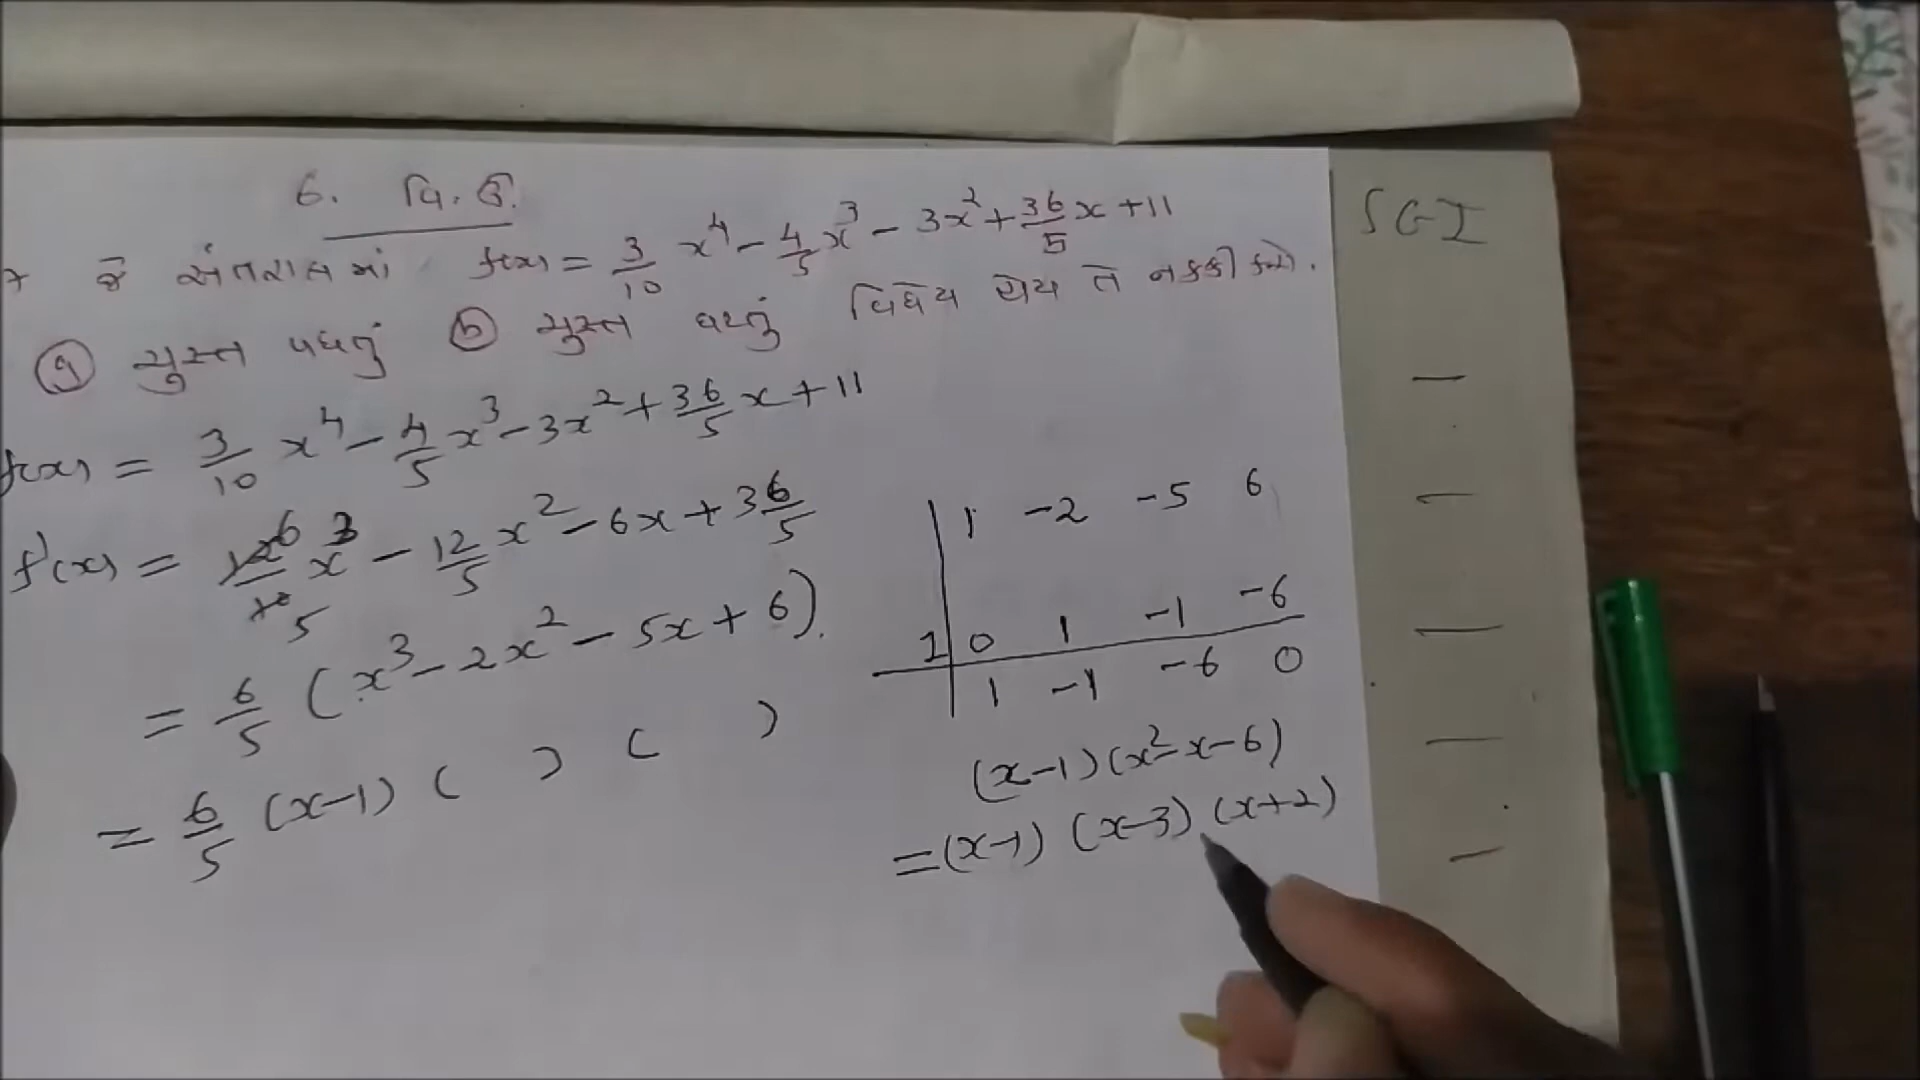 6. વિ. ઉ.
* જે અંતરાલ માં f(x) = 3/10 x⁴ - 4/5 x³ - 3x² + 36/5 x + 11
(a) ચુસ્ત વધતું (b) ચુસ્ત ઘટતું વિધેય થાય તે નક્કી કરો.
f(x) = 3/10 x⁴ - 4/5 x³ - 3x² + 36/5 x + 11
f'(x) = 12/10 6/5 x³ - 12/5 x² - 6x + 36/5
= 6/5 (x³ - 2x² - 5x + 6).
= 6/5 (x-1) ( ) ( )
1 -2 -5 6
1 0 1 -1 -6
1 -1 -6 0
(x-1) (x²-x-6)
= (x-1) (x-3) (x+2)
SGI